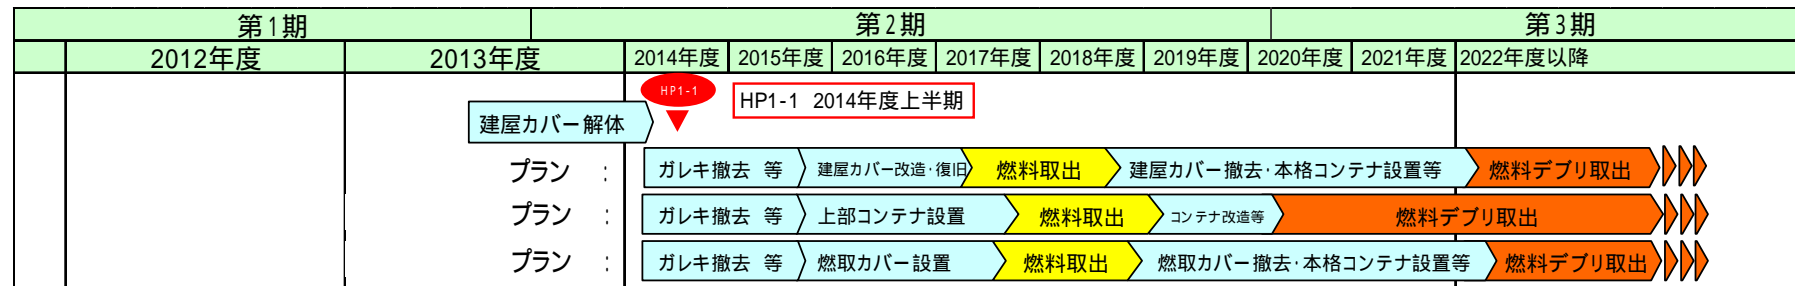 第1期 第2期 第3期
2012年度 2013年度 2014年度 2015年度 2016年度 2017年度 2018年度 2019年度 2020年度 2021年度 2022年度以降
HP1-1 HP1-1 2014年度上半期
建屋カバー解体
プラン : ガレキ撤去 等 建屋カバー改造・復旧 燃料取出 建屋カバー撤去・本格コンテナ設置等 燃料デブリ取出
プラン : ガレキ撤去 等 上部コンテナ設置 燃料取出 コンテナ改造等 燃料デブリ取出
プラン : ガレキ撤去 等 燃取カバー設置 燃料取出 燃取カバー撤去・本格コンテナ設置等 燃料デブリ取出